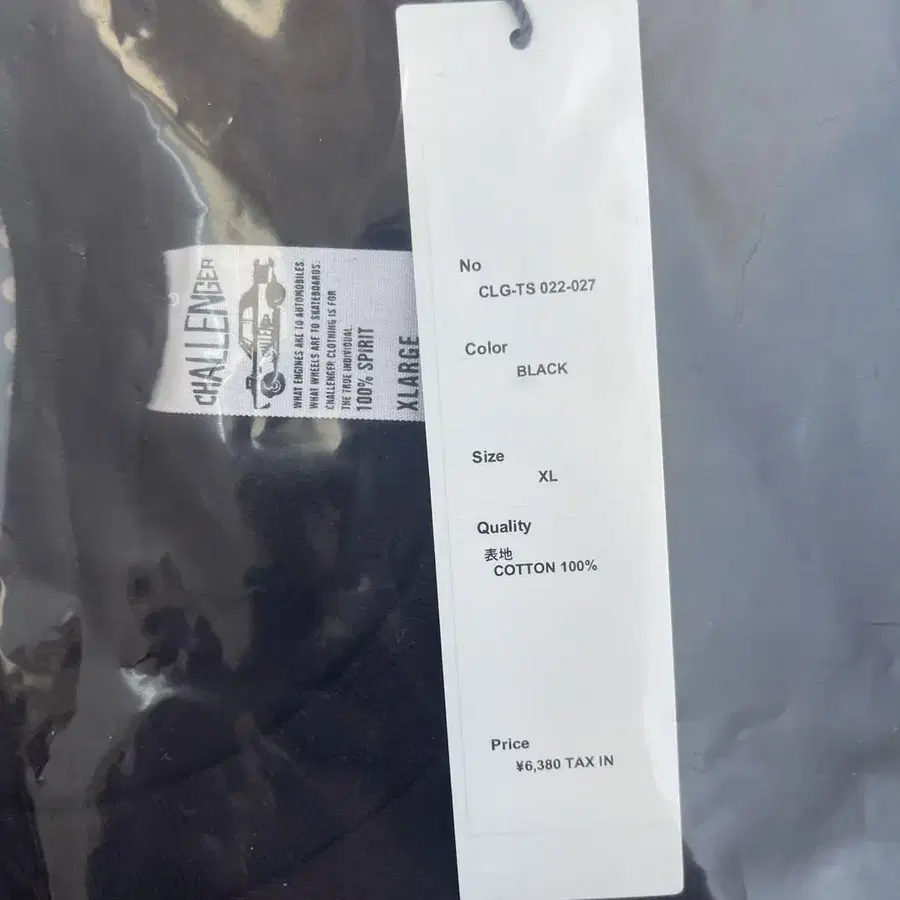 CHALLENGER
WHAT ENGINES ARE TO AUTOMOBILES.
WHAT WHEELS ARE TO SKATEBOARDS.
CHALLENGER CLOTHING IS FOR
THE TRUE INDIVIDUAL.
100% SPIRIT
XLARGE
No
CLG-TS 022-027
Color
BLACK
Size
XL
Quality
表地
COTTON 100%
Price
¥6,380 TAX IN